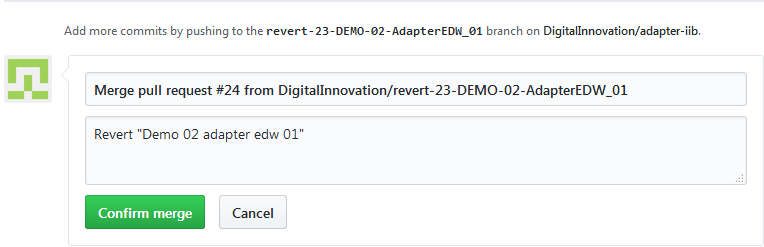 Add more commits by pushing to the revert-23-DEMO-02-AdapterEDW_01 branch on DigitalInnovation/adapter-iib.
Merge pull request #24 from DigitalInnovation/revert-23-DEMO-02-AdapterEDW_01
Revert "Demo 02 adapter edw 01"
Confirm merge Cancel